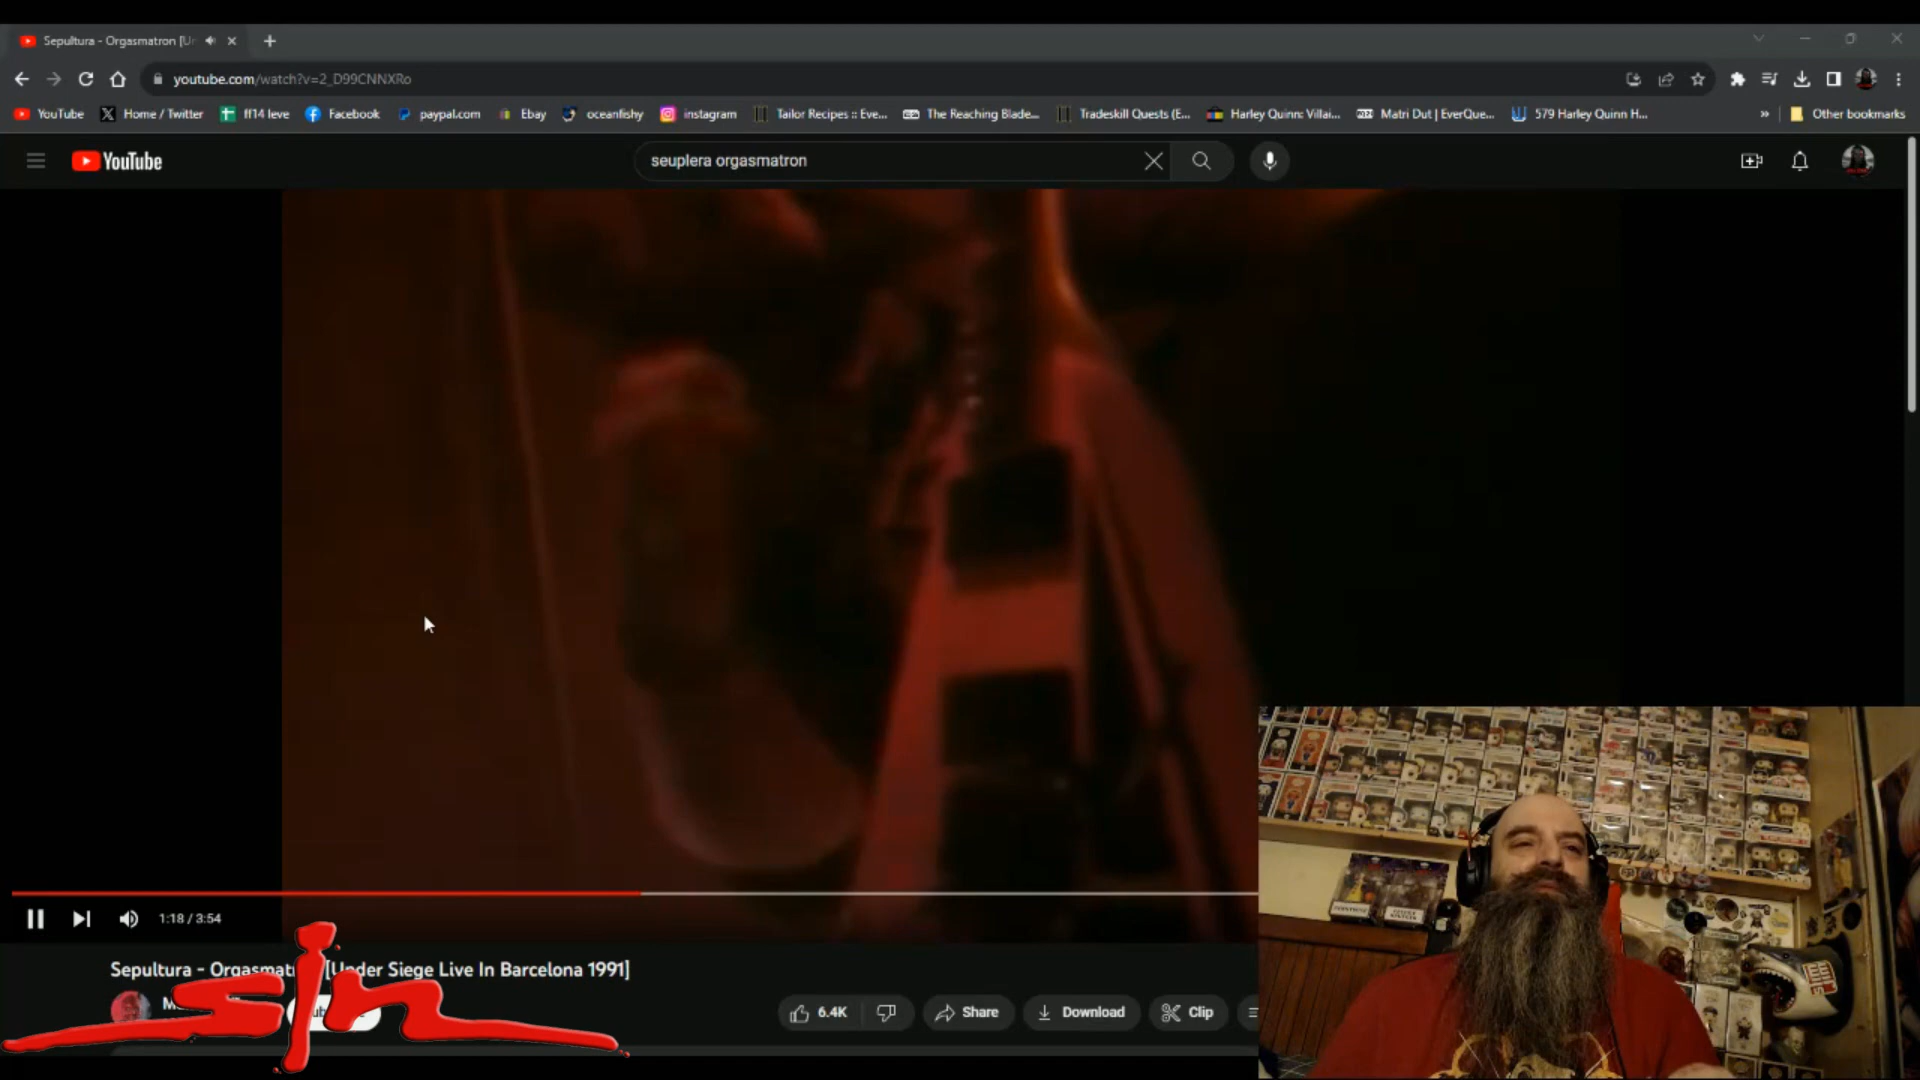 Sepultura - Orgasmatron [Un
youtube.com/watch?v=2_D99CNNXRo
YouTube Home / Twitter ff14 leve Facebook paypal.com Ebay oceanfishy instagram Tailor Recipes :: Eve... The Reaching Blade... Tradeskill Quests (E... Harley Quinn: Villai... Matri Dut | EverQue... 579 Harley Quinn H... » Other bookmarks
YouTube
seuplera orgasmatron
1:18 / 3:54
Sepultura - Orgasmat [Under Siege Live In Barcelona 1991]
sin
6.4K Share Download Clip